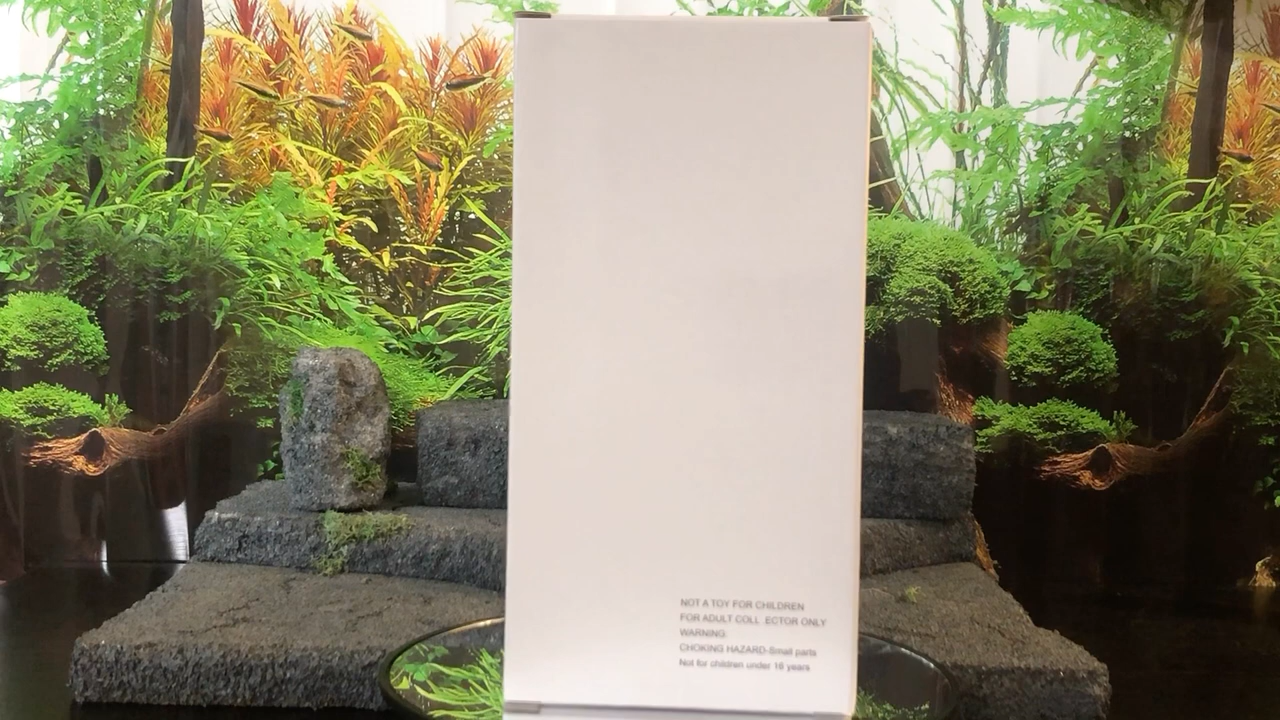 NOT A TOY FOR CHILDREN
FOR ADULT COLL ECTOR ONLY
WARNING:
CHOKING HAZARD-Small parts
Not for children under 16 years